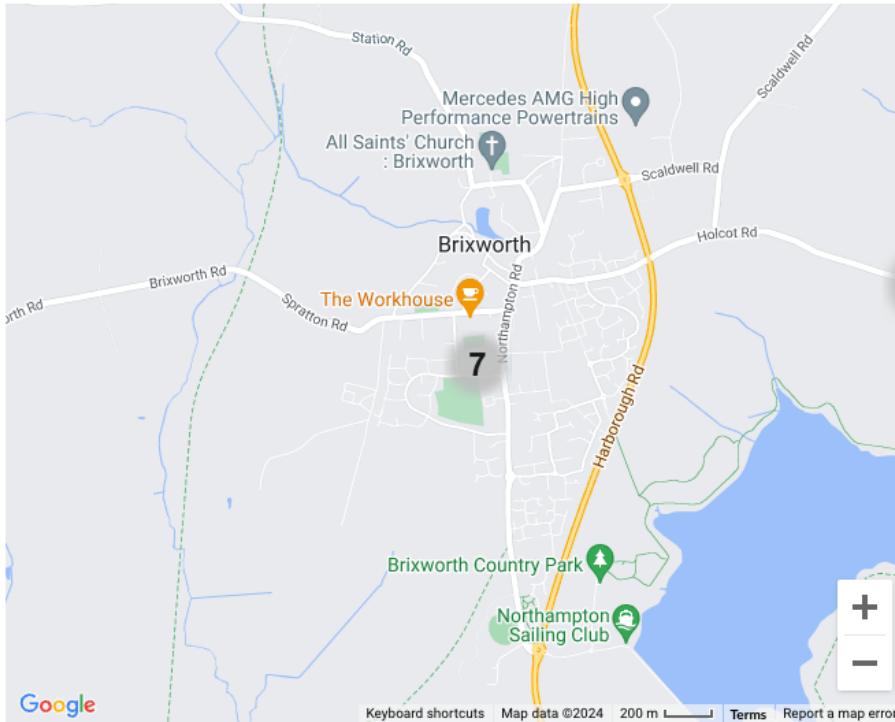 Station Rd
Scaldwell Rd
Mercedes AMG High
Performance Powertrains
All Saints' Church
: Brixworth
Scaldwell Rd
Holcot Rd
Brixworth
Brixworth Rd
orth Rd
Spratton Rd
The Workhouse
Northampton Rd
7
Harborough Rd
Brixworth Country Park
Northampton
Sailing Club
+
−
Google
Keyboard shortcuts
Map data ©2024
200 m
Terms
Report a map error